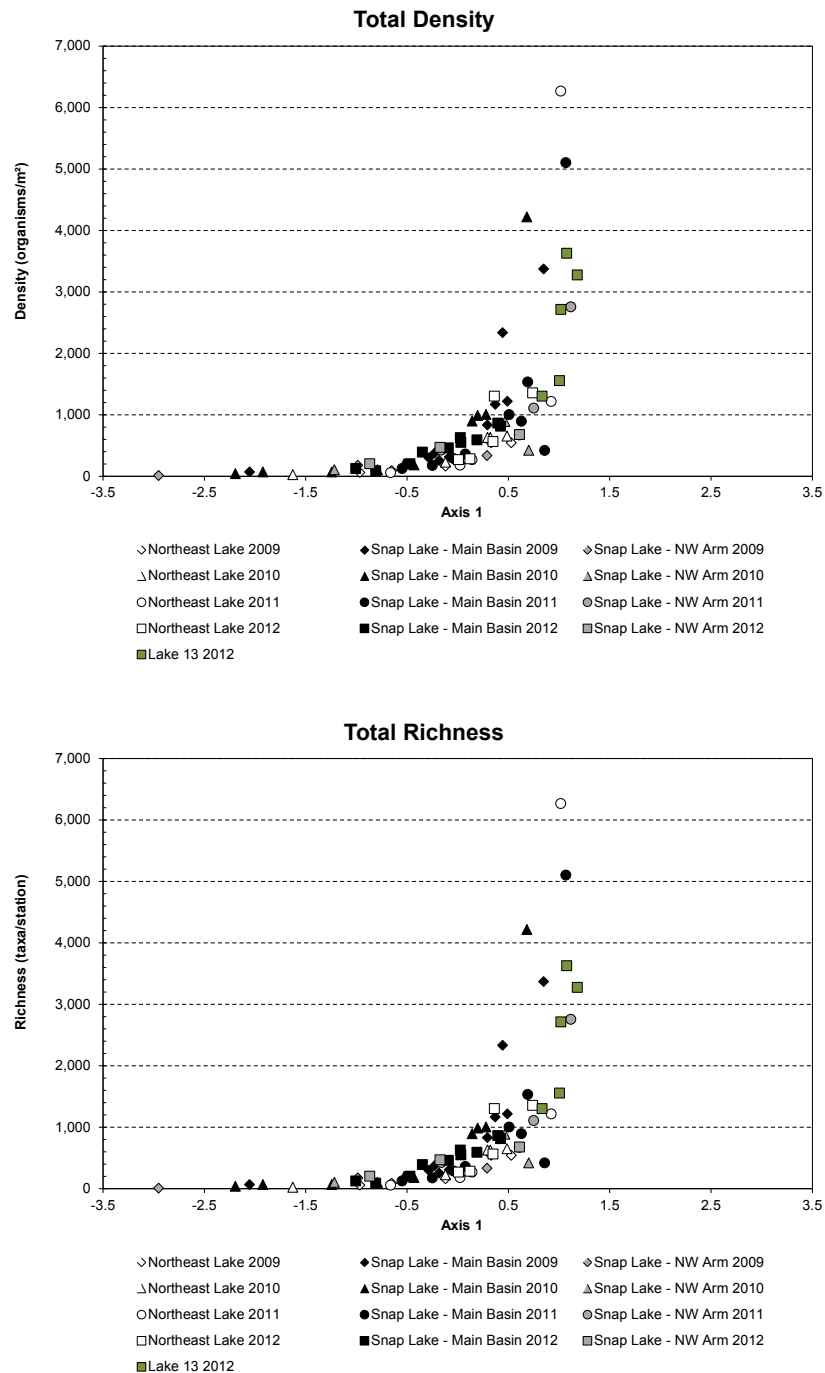 Total Density
7,000
6,000
5,000
4,000
3,000
2,000
1,000
0
Density (organisms/m²)
-3.5 -2.5 -1.5 -0.5 0.5 1.5 2.5 3.5
Axis 1
Northeast Lake 2009 Snap Lake - Main Basin 2009 Snap Lake - NW Arm 2009
Northeast Lake 2010 Snap Lake - Main Basin 2010 Snap Lake - NW Arm 2010
Northeast Lake 2011 Snap Lake - Main Basin 2011 Snap Lake - NW Arm 2011
Northeast Lake 2012 Snap Lake - Main Basin 2012 Snap Lake - NW Arm 2012
Lake 13 2012
Total Richness
7,000
6,000
5,000
4,000
3,000
2,000
1,000
0
Richness (taxa/station)
-3.5 -2.5 -1.5 -0.5 0.5 1.5 2.5 3.5
Axis 1
Northeast Lake 2009 Snap Lake - Main Basin 2009 Snap Lake - NW Arm 2009
Northeast Lake 2010 Snap Lake - Main Basin 2010 Snap Lake - NW Arm 2010
Northeast Lake 2011 Snap Lake - Main Basin 2011 Snap Lake - NW Arm 2011
Northeast Lake 2012 Snap Lake - Main Basin 2012 Snap Lake - NW Arm 2012
Lake 13 2012